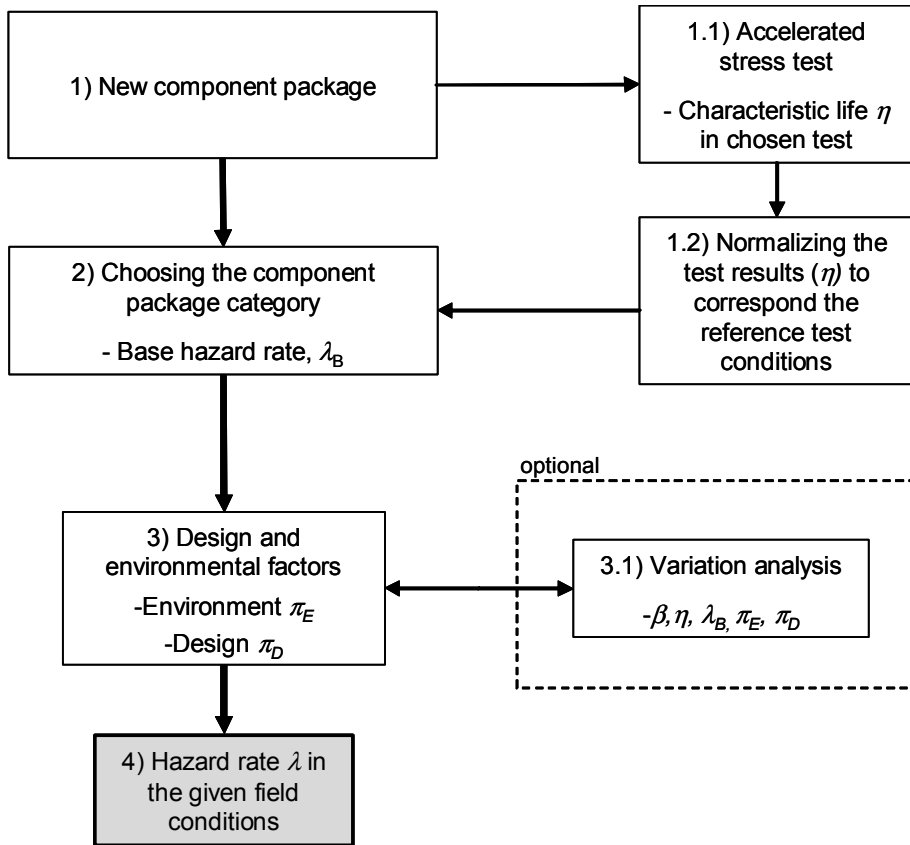 1) New component package
1.1) Accelerated
stress test
- Characteristic life η
in chosen test
1.2) Normalizing the
test results (η) to
correspond the
reference test
conditions
2) Choosing the component
package category
- Base hazard rate, λB
optional
3) Design and
environmental factors
-Environment πE
-Design πD
3.1) Variation analysis
-β, η, λB, πE, πD
4) Hazard rate λ in
the given field
conditions